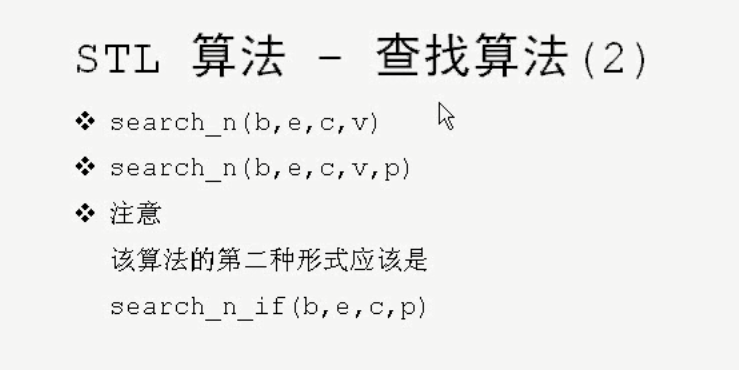 STL 算法 - 查找算法(2)
search_n(b,e,c,v)
search_n(b,e,c,v,p)
注意
该算法的第二种形式应该是
search_n_if(b,e,c,p)